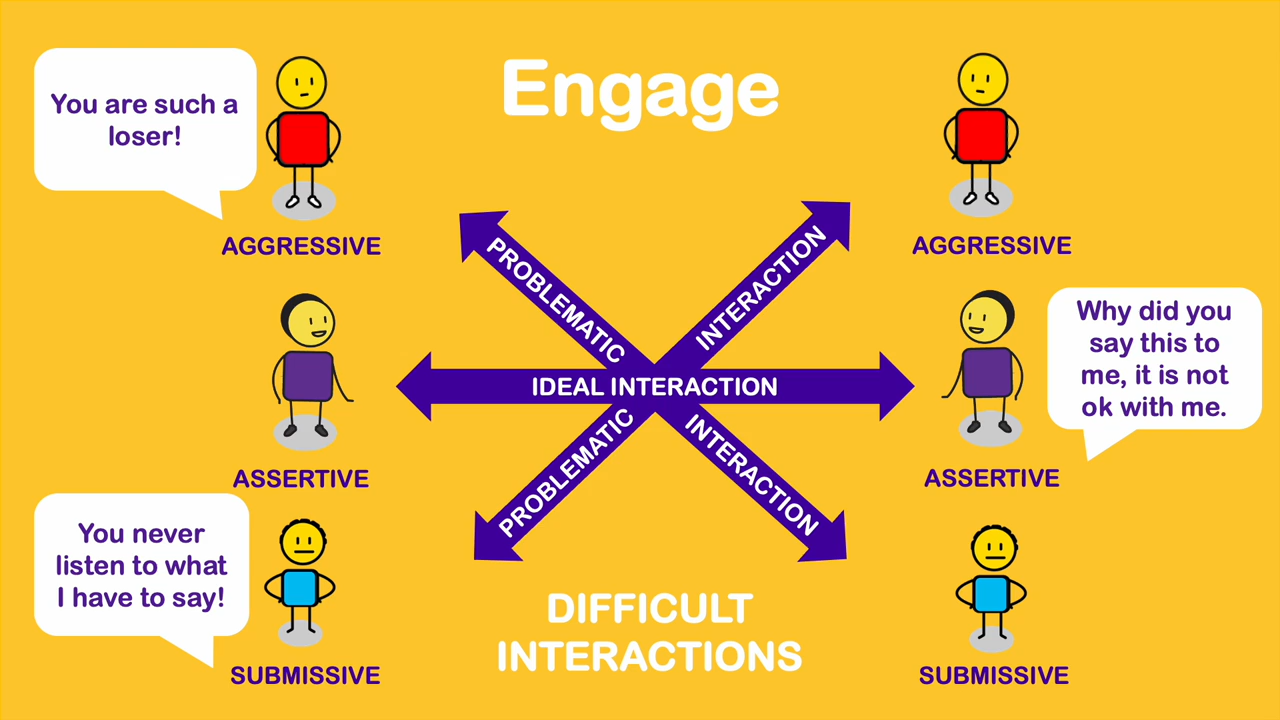 Engage
You are such a
loser!
AGGRESSIVE
AGGRESSIVE
PROBLEMATIC
INTERACTION
IDEAL INTERACTION
PROBLEMATIC
INTERACTION
Why did you
say this to
me, it is not
ok with me.
ASSERTIVE
ASSERTIVE
You never
listen to what
I have to say!
SUBMISSIVE
DIFFICULT
INTERACTIONS
SUBMISSIVE